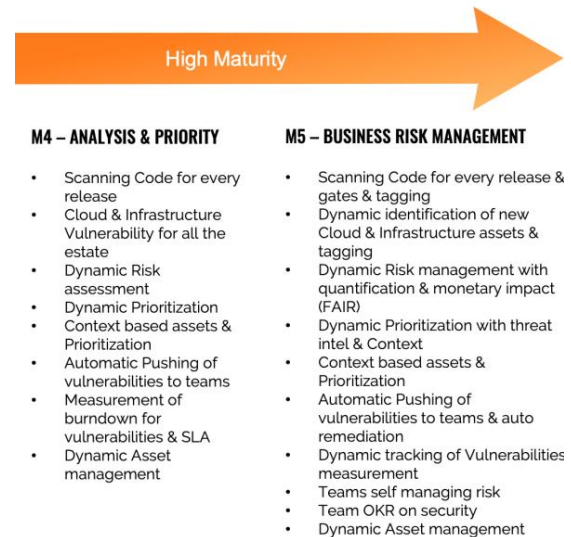 High Maturity
M4 – ANALYSIS & PRIORITY
• Scanning Code for every
release
• Cloud & Infrastructure
Vulnerability for all the
estate
• Dynamic Risk
assessment
• Dynamic Prioritization
• Context based assets &
Prioritization
• Automatic Pushing of
vulnerabilities to teams
• Measurement of
burndown for
vulnerabilities & SLA
• Dynamic Asset
management
M5 – BUSINESS RISK MANAGEMENT
• Scanning Code for every release &
gates & tagging
• Dynamic identification of new
Cloud & Infrastructure assets &
tagging
• Dynamic Risk management with
quantification & monetary impact
(FAIR)
• Dynamic Prioritization with threat
intel & Context
• Context based assets &
Prioritization
• Automatic Pushing of
vulnerabilities to teams & auto
remediation
• Dynamic tracking of Vulnerabilities
measurement
• Teams self managing risk
• Team OKR on security
• Dynamic Asset management